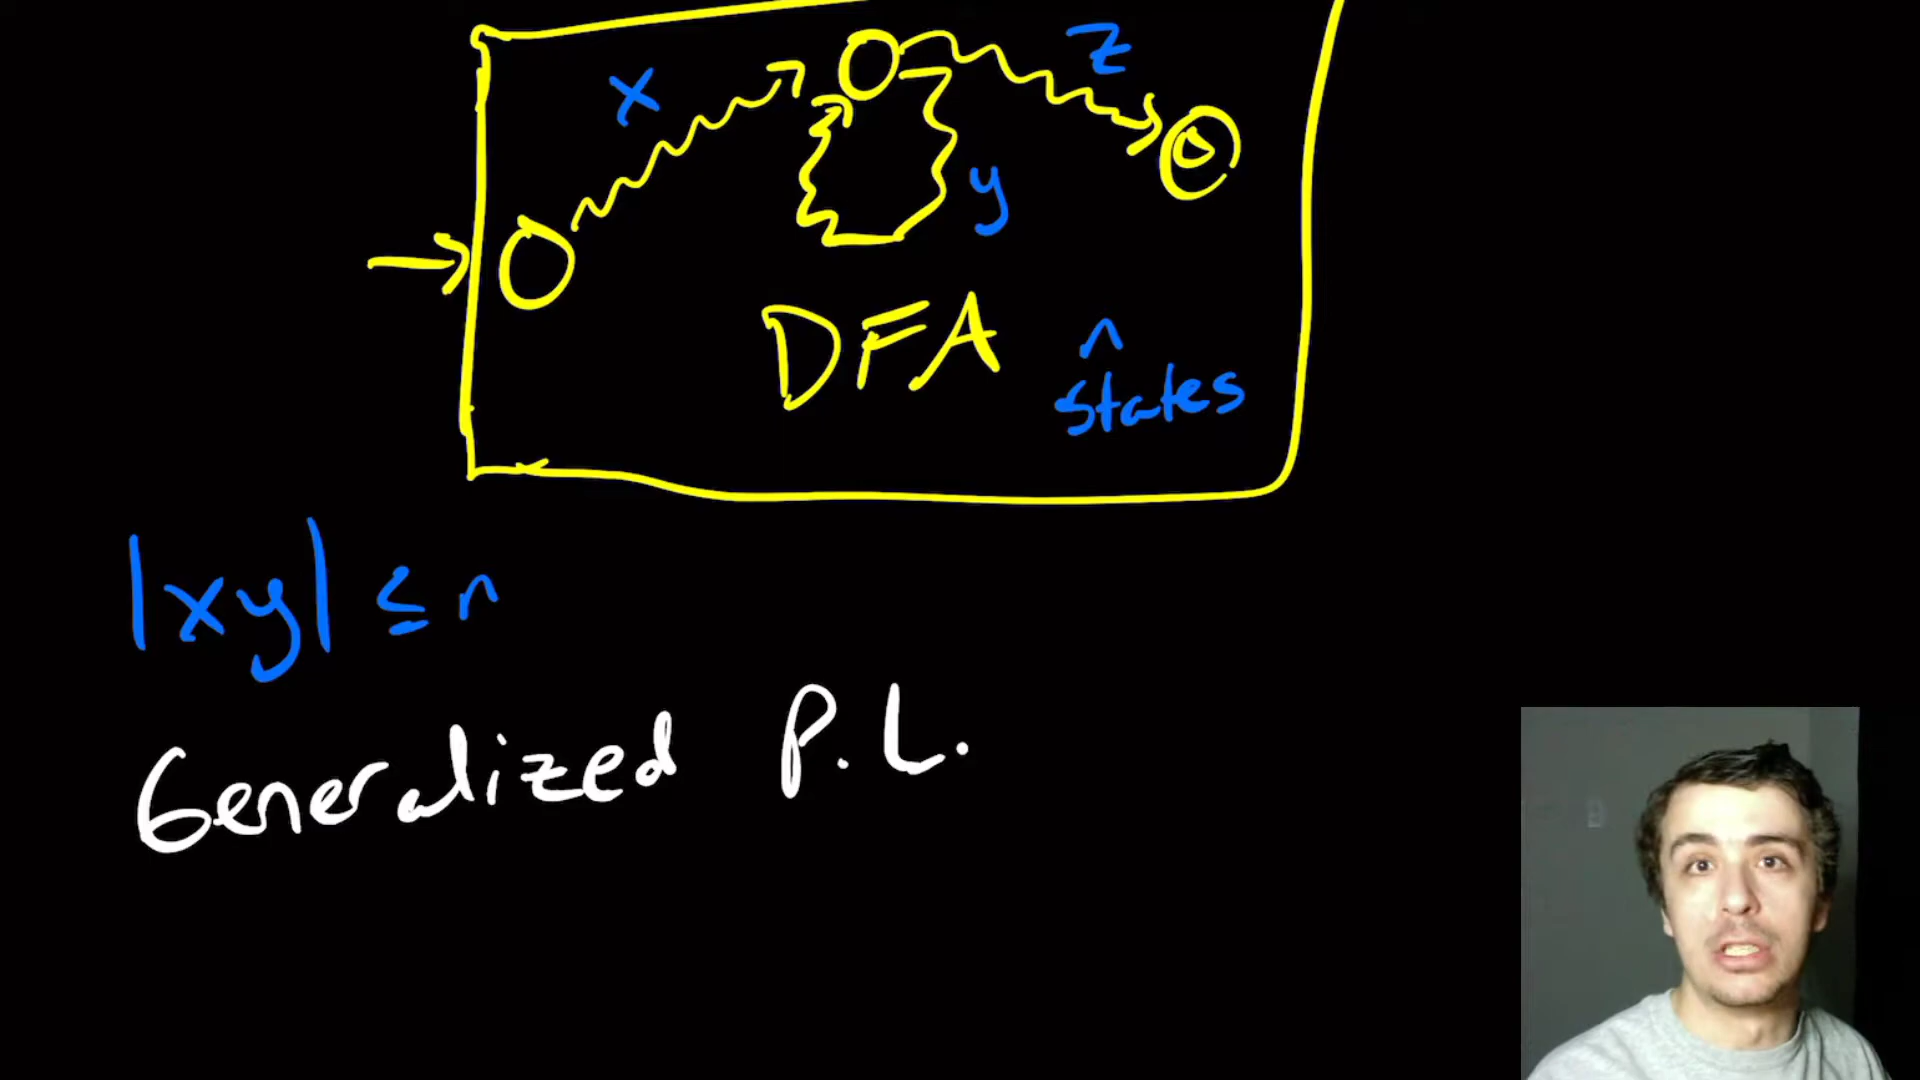 x
z
y
DFA
n
states
|xy| ≤ n
Generalized P.L.